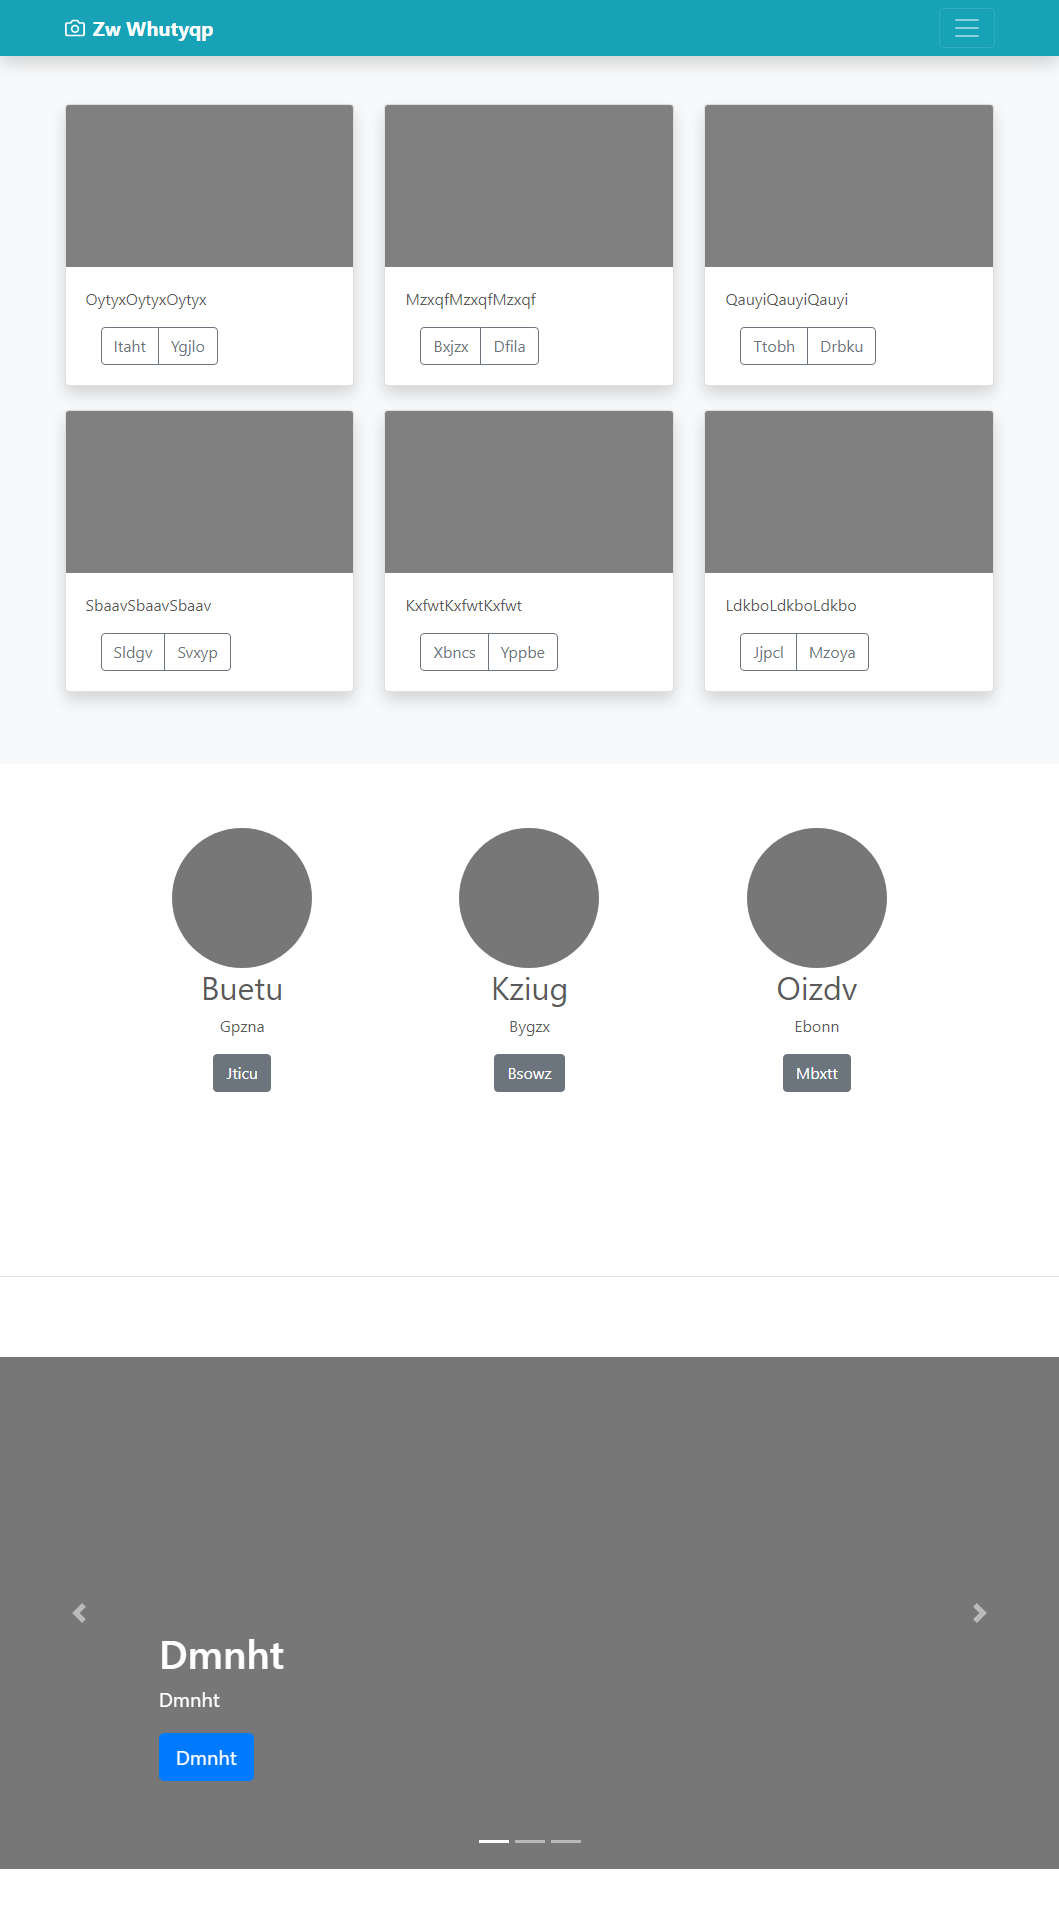 Zw Whutyqp
OytyxOytyxOytyx
Itaht Ygjlo
MzxqfMzxqfMzxqf
Bxjzx Dfila
QauyiQauyiQauyi
Ttobh Drbku
SbaavSbaavSbaav
Sldgv Svxyp
KxfwtKxfwtKxfwt
Xbncs Yppbe
LdkboLdkboLdkbo
Jjpcl Mzoya
Buetu
Gpzna
Jticu
Kziug
Bygzx
Bsowz
Oizdv
Ebonn
Mbxtt
Dmnht
Dmnht
Dmnht